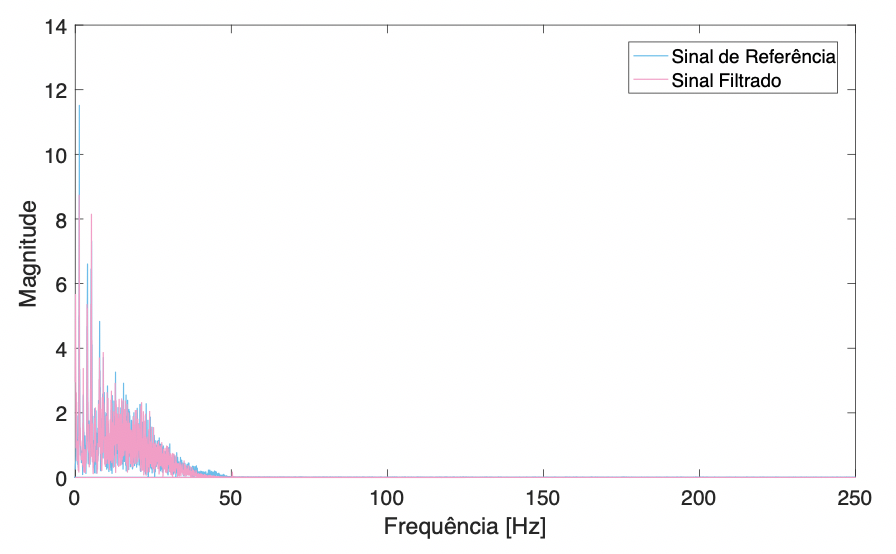 14
12
10
8
6
4
2
0
Magnitude
Sinal de Referência
Sinal Filtrado
0 50 100 150 200 250
Frequência [Hz]